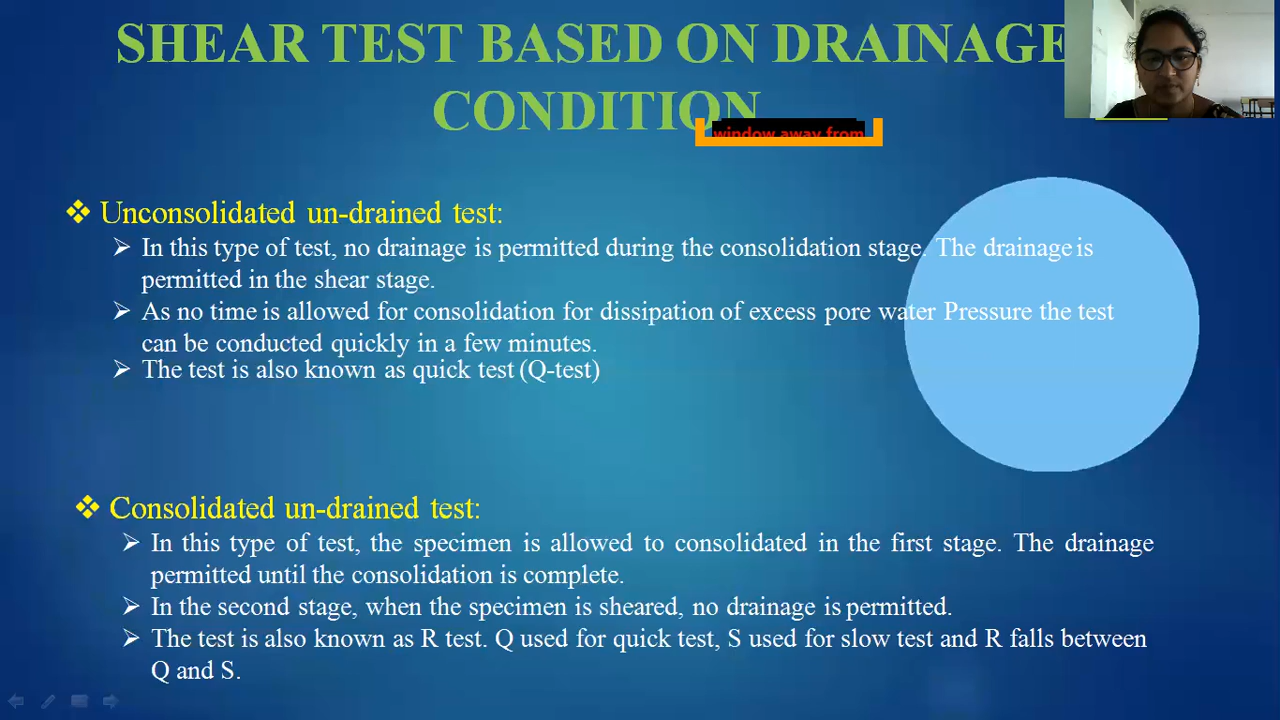 SHEAR TEST BASED ON DRAINAGE
CONDITION
window away from
❖ Unconsolidated un-drained test:
➢ In this type of test, no drainage is permitted during the consolidation stage. The drainage is
permitted in the shear stage.
➢ As no time is allowed for consolidation for dissipation of excess pore water Pressure the test
can be conducted quickly in a few minutes.
➢ The test is also known as quick test (Q-test)
❖ Consolidated un-drained test:
➢ In this type of test, the specimen is allowed to consolidated in the first stage. The drainage
permitted until the consolidation is complete.
➢ In the second stage, when the specimen is sheared, no drainage is permitted.
➢ The test is also known as R test. Q used for quick test, S used for slow test and R falls between
Q and S.